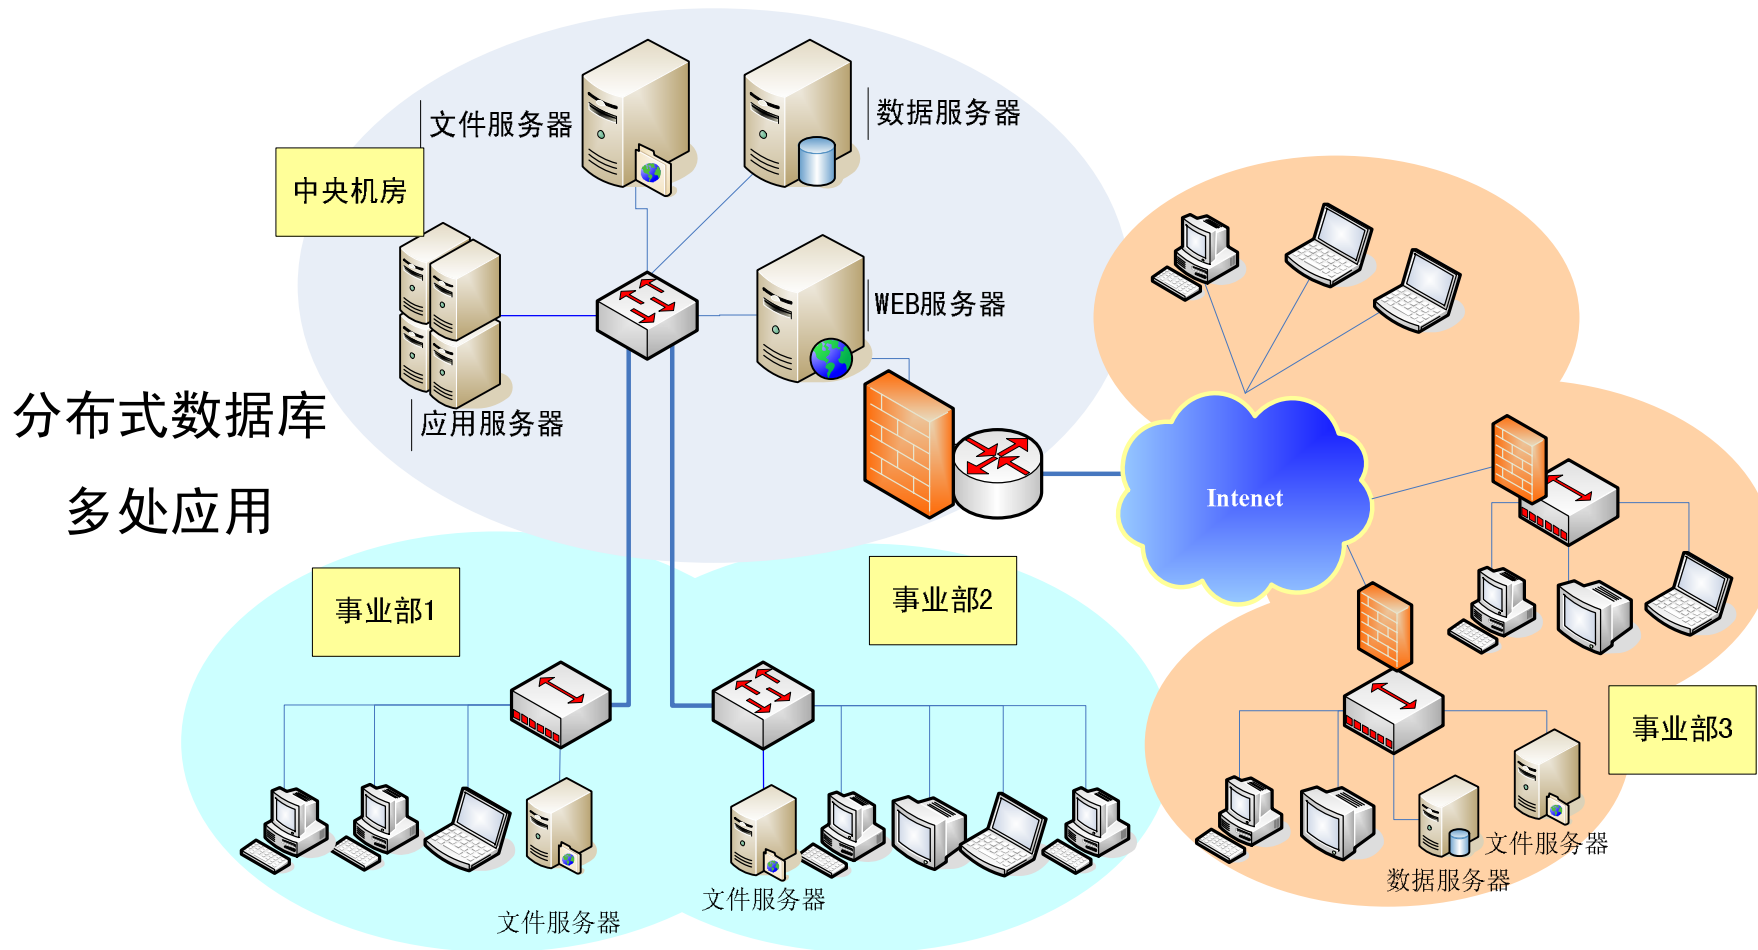 文件服务器
数据服务器
中央机房
WEB服务器
应用服务器
分布式数据库
多处应用
Intenet
事业部1
事业部2
事业部3
文件服务器
数据服务器
文件服务器
文件服务器